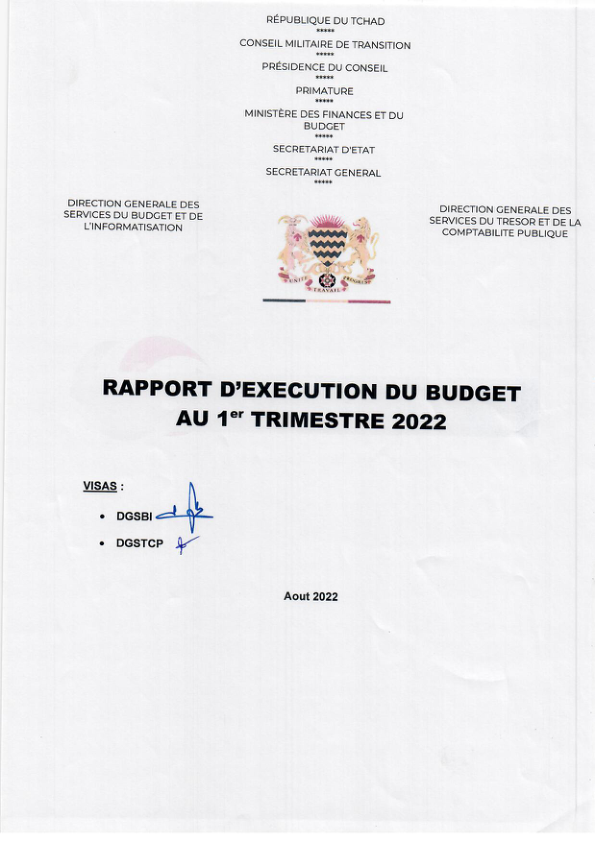 RÉPUBLIQUE DU TCHAD
*****
CONSEIL MILITAIRE DE TRANSITION
*****
PRÉSIDENCE DU CONSEIL
*****
PRIMATURE
*****
MINISTÈRE DES FINANCES ET DU
BUDGET
*****
SECRETARIAT D'ETAT
*****
SECRETARIAT GENERAL
*****
DIRECTION GENERALE DES
SERVICES DU BUDGET ET DE
L'INFORMATISATION
DIRECTION GENERALE DES
SERVICES DU TRESOR ET DE LA
COMPTABILITE PUBLIQUE
UNITÉ TRAVAIL PROGRÈS
RAPPORT D'EXECUTION DU BUDGET
AU 1er TRIMESTRE 2022
VISAS :
• DGSBI
• DGSTCP
Aout 2022